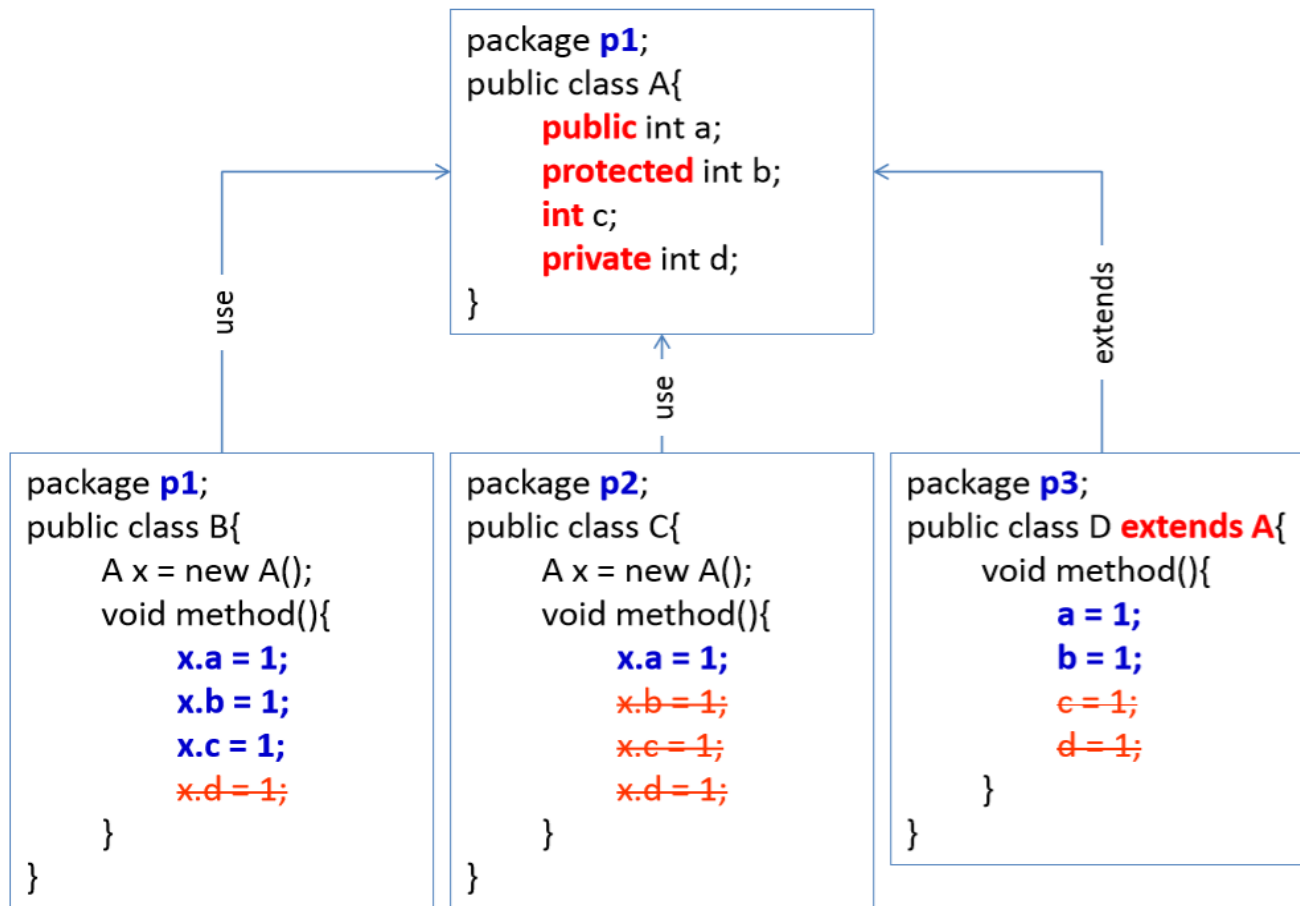 package p1;
public class A{
public int a;
protected int b;
int c;
private int d;
}
use
use
extends
package p1;
public class B{
A x = new A();
void method(){
x.a = 1;
x.b = 1;
x.c = 1;
x.d = 1;
}
}
package p2;
public class C{
A x = new A();
void method(){
x.a = 1;
x.b = 1;
x.c = 1;
x.d = 1;
}
}
package p3;
public class D extends A{
void method(){
a = 1;
b = 1;
c = 1;
d = 1;
}
}